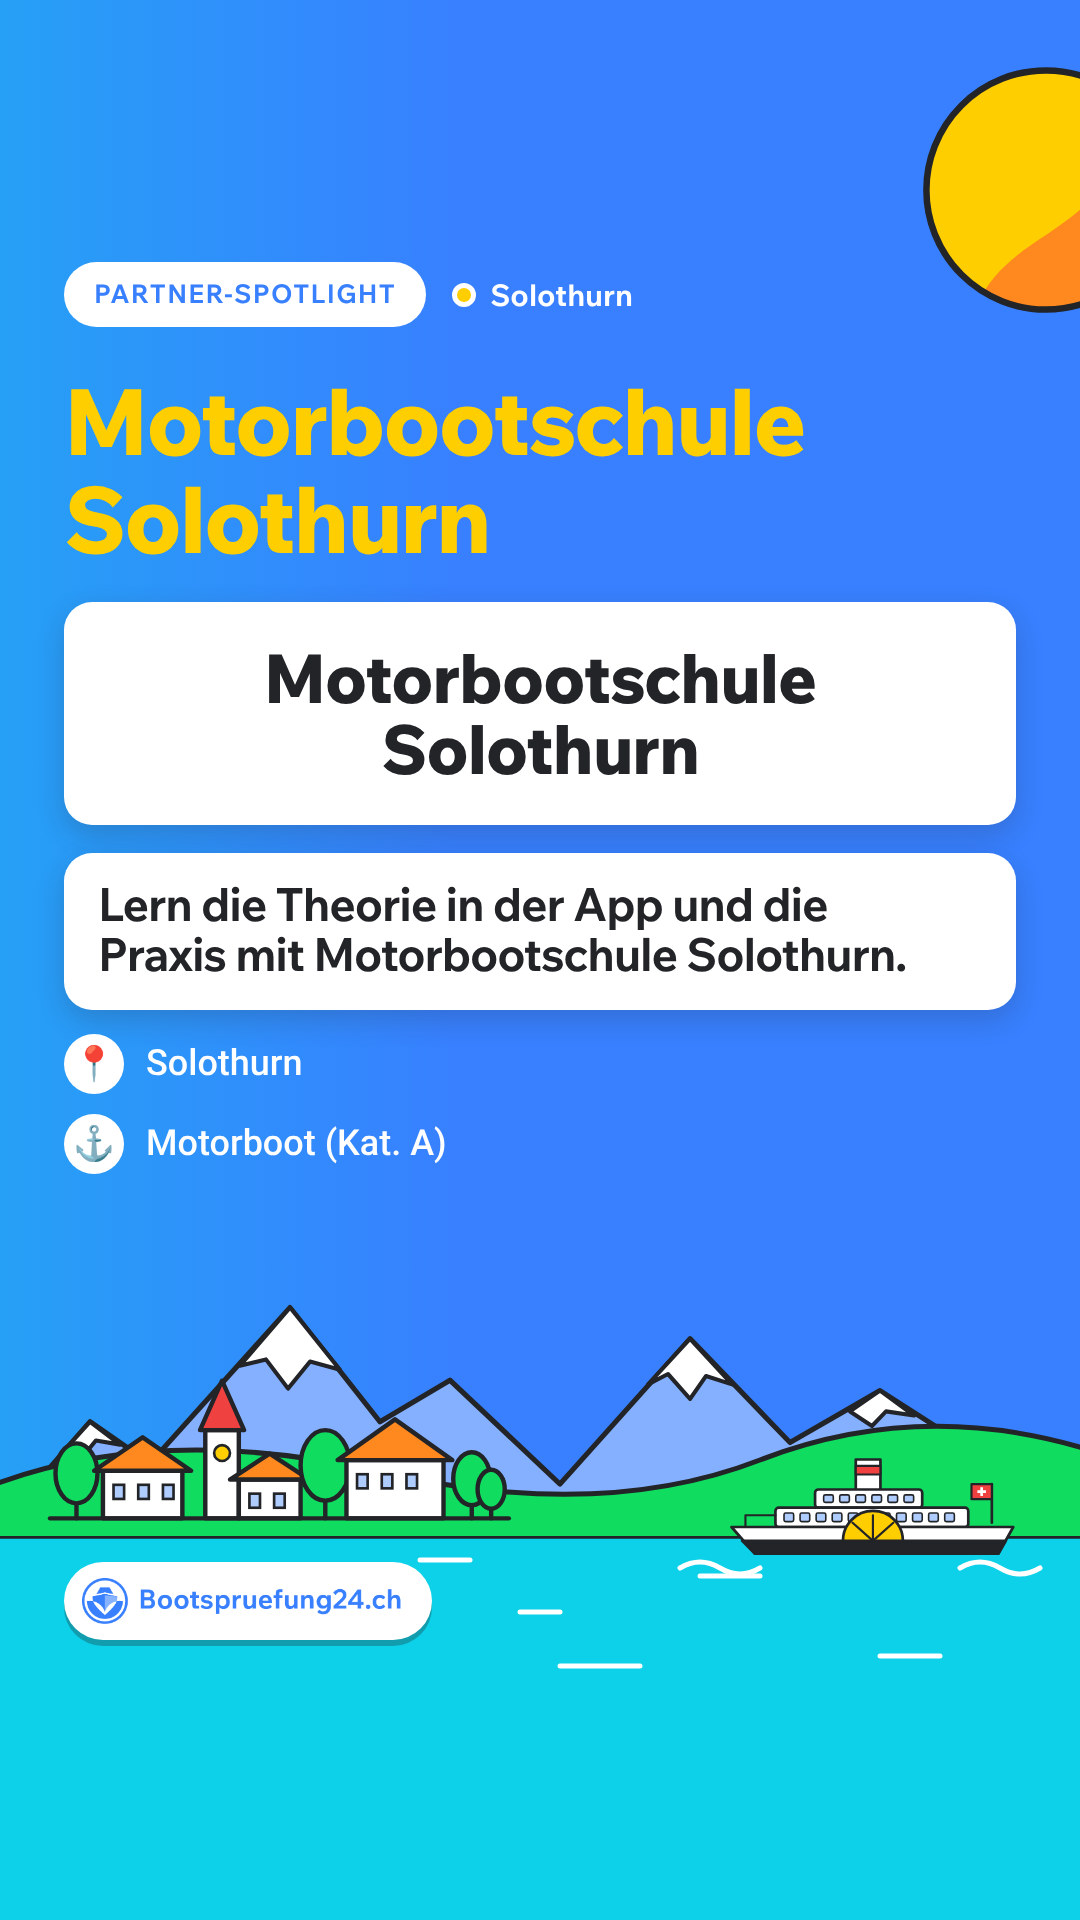 PARTNER-SPOTLIGHT
Solothurn
Motorbootschule
Solothurn
Motorbootschule
Solothurn
Lern die Theorie in der App und die
Praxis mit Motorbootschule Solothurn.
Solothurn
Motorboot (Kat. A)
Bootspruefung24.ch